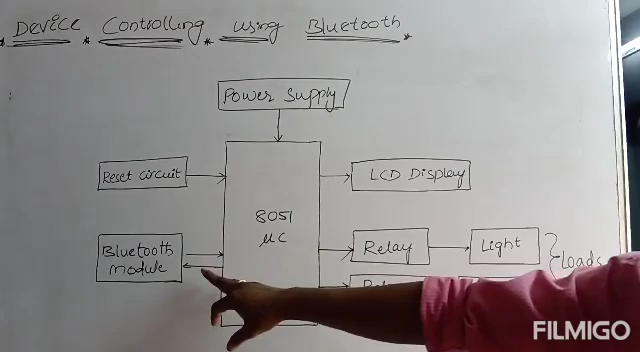 Device Controlling using Bluetooth
Power Supply
Reset circuit
LCD Display
8051
μC
Bluetooth
module
Relay
Light
Loads
FILMIGO